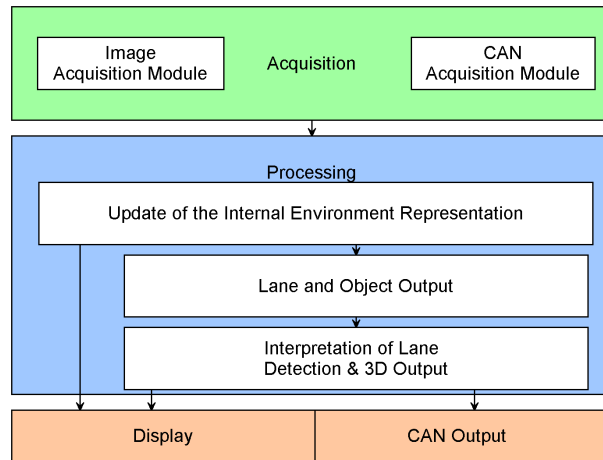 Image
Acquisition Module
Acquisition
CAN
Acquisition Module
Processing
Update of the Internal Environment Representation
Lane and Object Output
Interpretation of Lane
Detection & 3D Output
Display
CAN Output